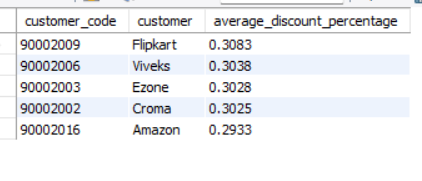 customer_code customer average_discount_percentage
90002009 Flipkart 0.3083
90002006 Viveks 0.3038
90002003 Ezone 0.3028
90002002 Croma 0.3025
90002016 Amazon 0.2933